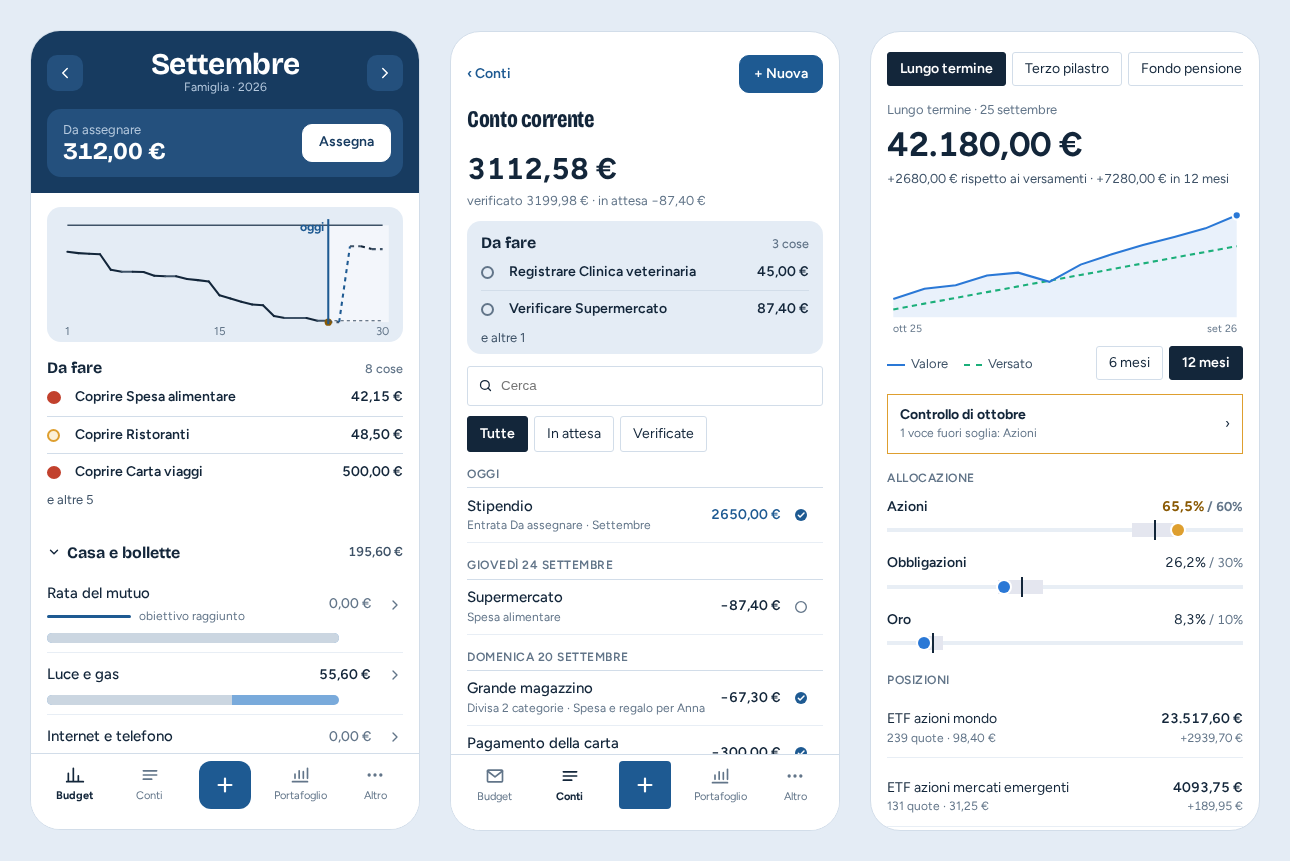 Settembre
Famiglia · 2026
Da assegnare
312,00 €
Assegna
oggi
1 15 30
Da fare 8 cose
Coprire Spesa alimentare 42,15 €
Coprire Ristoranti 48,50 €
Coprire Carta viaggi 500,00 €
e altre 5
Casa e bollette 195,60 €
Rata del mutuo 0,00 €
obiettivo raggiunto
Luce e gas 55,60 €
Internet e telefono 0,00 €
Budget Conti + Portafoglio Altro
‹ Conti + Nuova
Conto corrente
3112,58 €
verificato 3199,98 € · in attesa −87,40 €
Da fare 3 cose
Registrare Clinica veterinaria 45,00 €
Verificare Supermercato 87,40 €
e altre 1
Cerca
Tutte In attesa Verificate
OGGI
Stipendio 2650,00 €
Entrata Da assegnare · Settembre
GIOVEDÌ 24 SETTEMBRE
Supermercato −87,40 €
Spesa alimentare
DOMENICA 20 SETTEMBRE
Grande magazzino −67,30 €
Divisa 2 categorie · Spesa e regalo per Anna
Pagamento della carta −300,00 €
Budget Conti + Portafoglio Altro
Lungo termine Terzo pilastro Fondo pensione
Lungo termine · 25 settembre
42.180,00 €
+2680,00 € rispetto ai versamenti · +7280,00 € in 12 mesi
ott 25 set 26
Valore Versato 6 mesi 12 mesi
Controllo di ottobre
1 voce fuori soglia: Azioni ›
ALLOCAZIONE
Azioni 65,5% / 60%
Obbligazioni 26,2% / 30%
Oro 8,3% / 10%
POSIZIONI
ETF azioni mondo 23.517,60 €
239 quote · 98,40 € +2939,70 €
ETF azioni mercati emergenti 4093,75 €
131 quote · 31,25 € +189,95 €